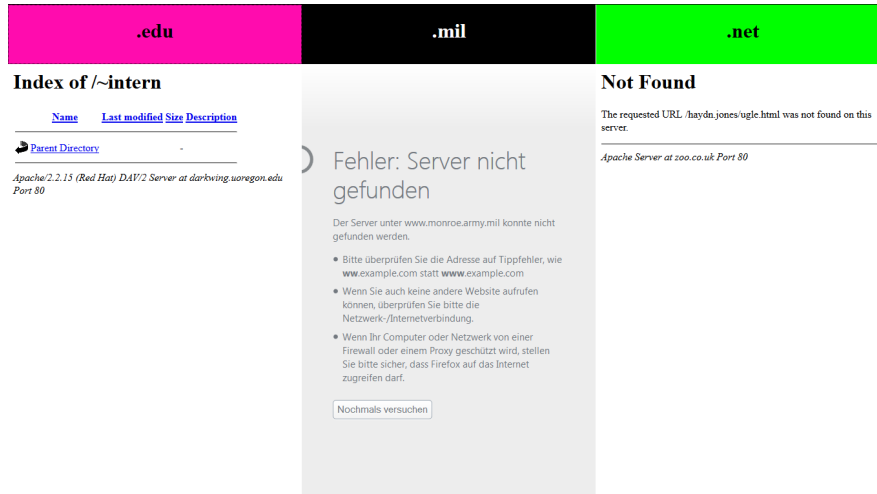 .edu
.mil
.net
Index of /~intern
Name Last modified Size Description
Parent Directory -
Apache/2.2.15 (Red Hat) DAV/2 Server at darkwing.uoregon.edu
Port 80
Fehler: Server nicht
gefunden
Der Server unter www.monroe.army.mil konnte nicht
gefunden werden.
Bitte überprüfen Sie die Adresse auf Tippfehler, wie
ww.example.com statt www.example.com
Wenn Sie auch keine andere Website aufrufen
können, überprüfen Sie bitte die
Netzwerk-/Internetverbindung.
Wenn Ihr Computer oder Netzwerk von einer
Firewall oder einem Proxy geschützt wird, stellen
Sie bitte sicher, dass Firefox auf das Internet
zugreifen darf.
Nochmals versuchen
Not Found
The requested URL /haydn.jones/ugle.html was not found on this
server.
Apache Server at zoo.co.uk Port 80